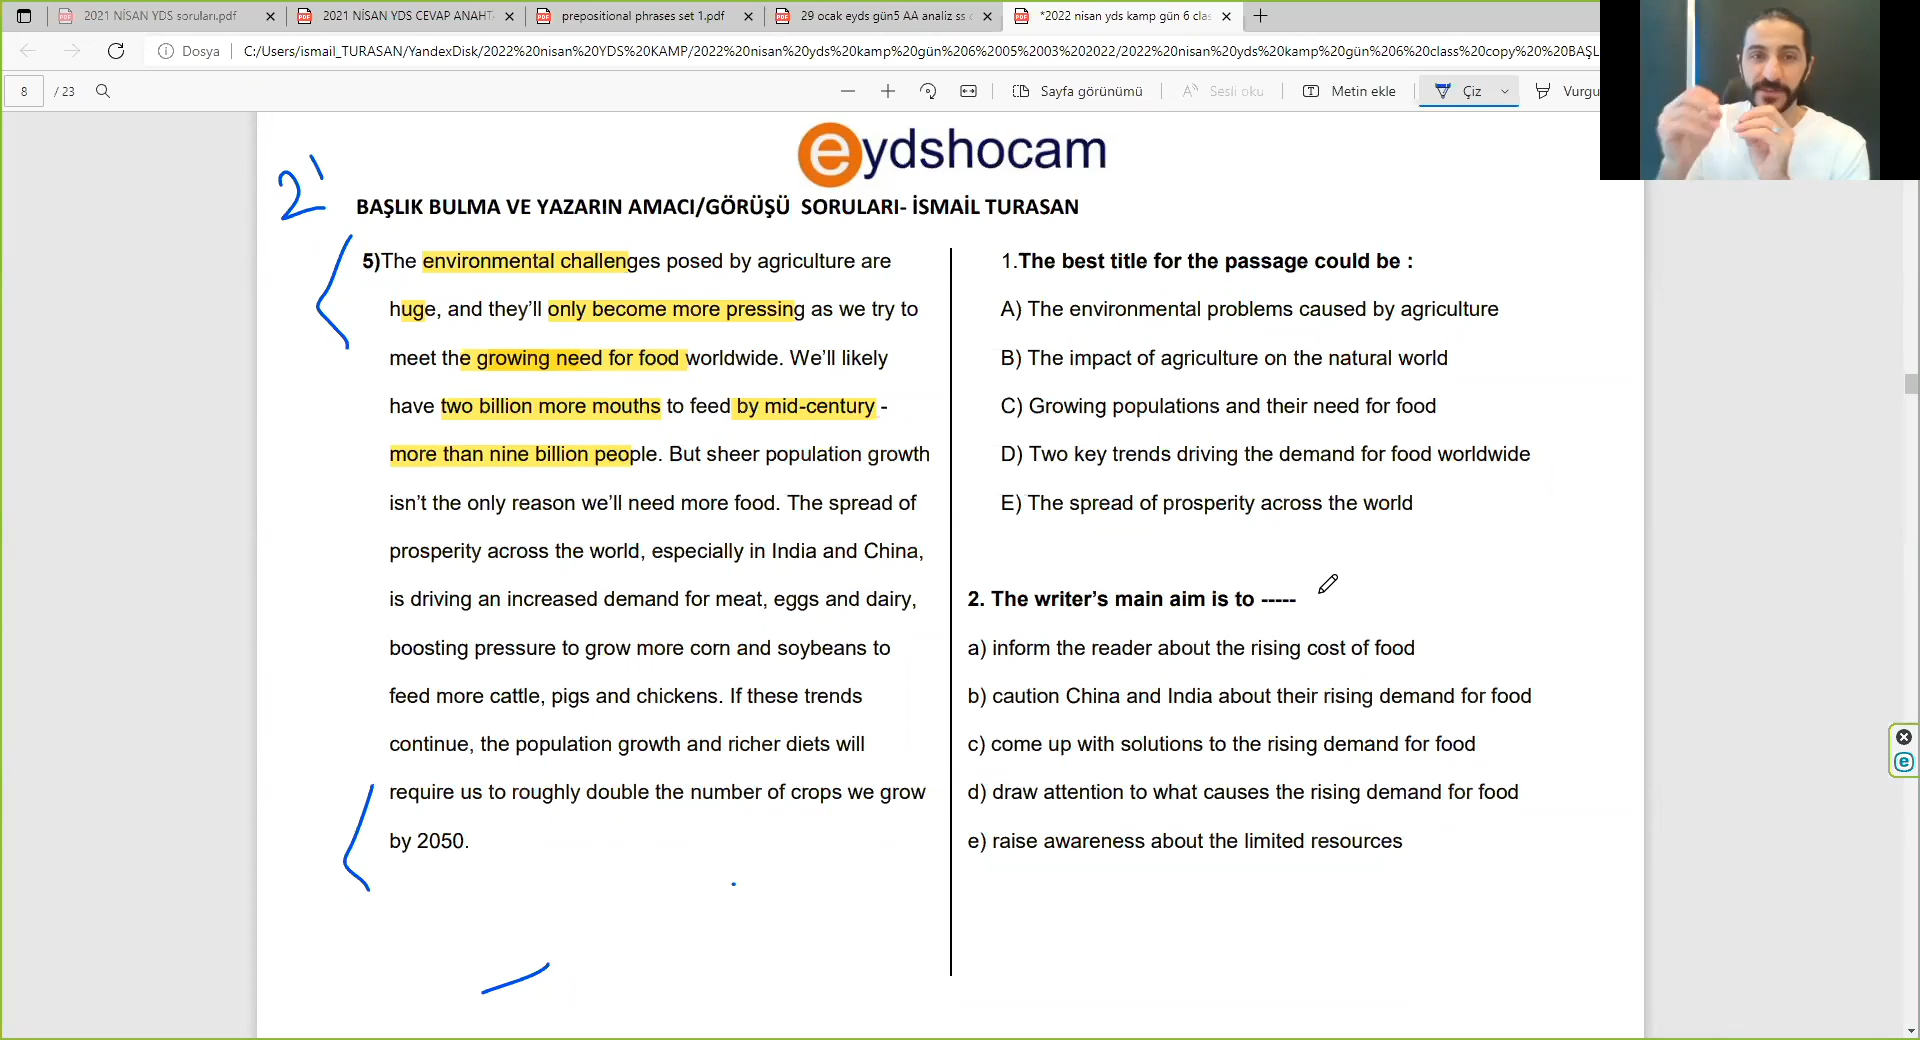 2021 NİSAN YDS soruları.pdf
2021 NİSAN YDS CEVAP ANAHT
prepositional phrases set 1.pdf
29 ocak eyds gün5 AA analiz ss c
*2022 nisan yds kamp gün 6 clas
Dosya
C:/Users/ismail_TURASAN/YandexDisk/2022%20nisan%20YDS%20KAMP/2022%20nisan%20yds%20kamp%20gün%206%2005%2003%202022/2022%20nisan%20yds%20kamp%20gün%206%20class%20copy%20%20BAŞL
8 / 23
Sayfa görünümü
Sesli oku
Metin ekle
Çiz
Vurgu
eydshocam
2'
BAŞLIK BULMA VE YAZARIN AMACI/GÖRÜŞÜ SORULARI- İSMAİL TURASAN
5)The environmental challenges posed by agriculture are
huge, and they’ll only become more pressing as we try to
meet the growing need for food worldwide. We’ll likely
have two billion more mouths to feed by mid-century -
more than nine billion people. But sheer population growth
isn’t the only reason we’ll need more food. The spread of
prosperity across the world, especially in India and China,
is driving an increased demand for meat, eggs and dairy,
boosting pressure to grow more corn and soybeans to
feed more cattle, pigs and chickens. If these trends
continue, the population growth and richer diets will
require us to roughly double the number of crops we grow
by 2050.
1.The best title for the passage could be :
A) The environmental problems caused by agriculture
B) The impact of agriculture on the natural world
C) Growing populations and their need for food
D) Two key trends driving the demand for food worldwide
E) The spread of prosperity across the world
2. The writer’s main aim is to -----
a) inform the reader about the rising cost of food
b) caution China and India about their rising demand for food
c) come up with solutions to the rising demand for food
d) draw attention to what causes the rising demand for food
e) raise awareness about the limited resources